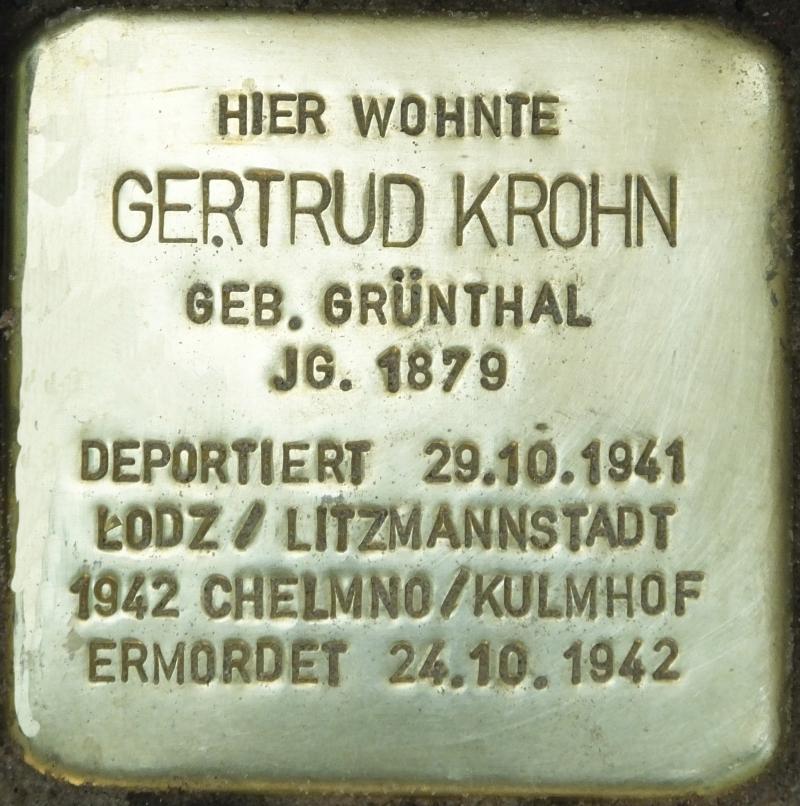 HIER WOHNTE
GERTRUD KROHN
GEB. GRÜNTHAL
JG. 1879
DEPORTIERT 29.10.1941
ŁODZ / LITZMANNSTADT
1942 CHELMNO/KULMHOF
ERMORDET 24.10.1942